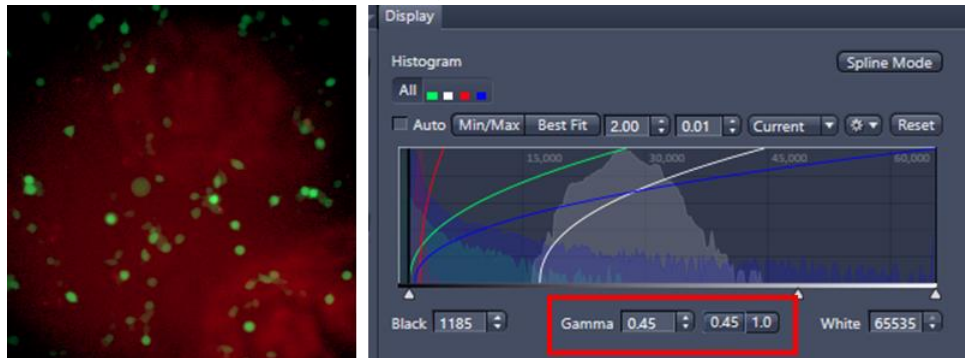 Display
Histogram
Spline Mode
All
Auto Min/Max Best Fit 2.00 0.01 Current Reset
15,000 30,000 45,000 60,000
Black 1185 Gamma 0.45 0.45 1.0 White 65535